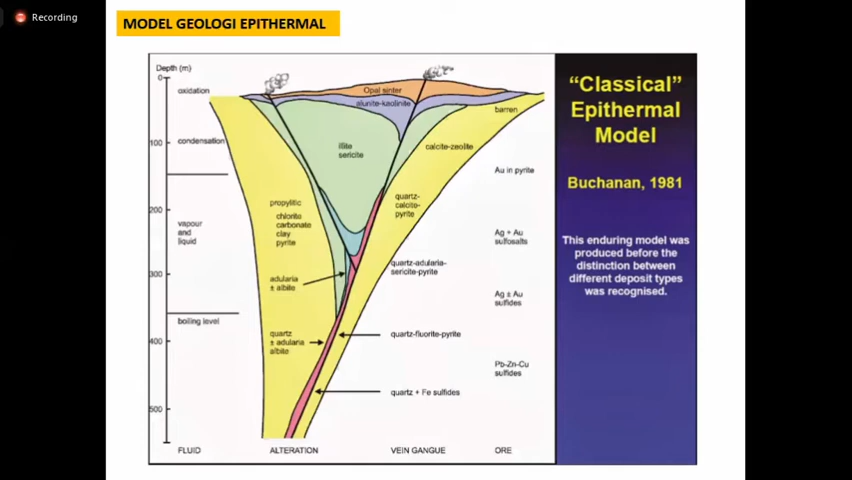 Recording
MODEL GEOLOGI EPITHERMAL
Depth (m)
0
100
200
300
400
500
oxidation
condensation
vapour
and
liquid
boiling level
Opal sinter
alunite-kaolinite
illite
sericite
propylitic
chlorite
carbonate
clay
pyrite
adularia
± albite
quartz
± adularia
albite
barren
calcite-zeolite
quartz-
calcite-
pyrite
quartz-adularia-
sericite-pyrite
quartz-fluorite-pyrite
quartz + Fe sulfides
Au in pyrite
Ag + Au
sulfosalts
Ag ± Au
sulfides
Pb-Zn-Cu
sulfides
FLUID
ALTERATION
VEIN GANGUE
ORE
“Classical”
Epithermal
Model
Buchanan, 1981
This enduring model was
produced before the
distinction between
different deposit types
was recognised.